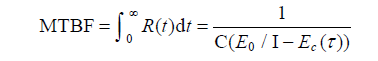 MTBF = ∫₀^∞ R(t)dt = 1 / C(E₀ / I − E_c(τ))